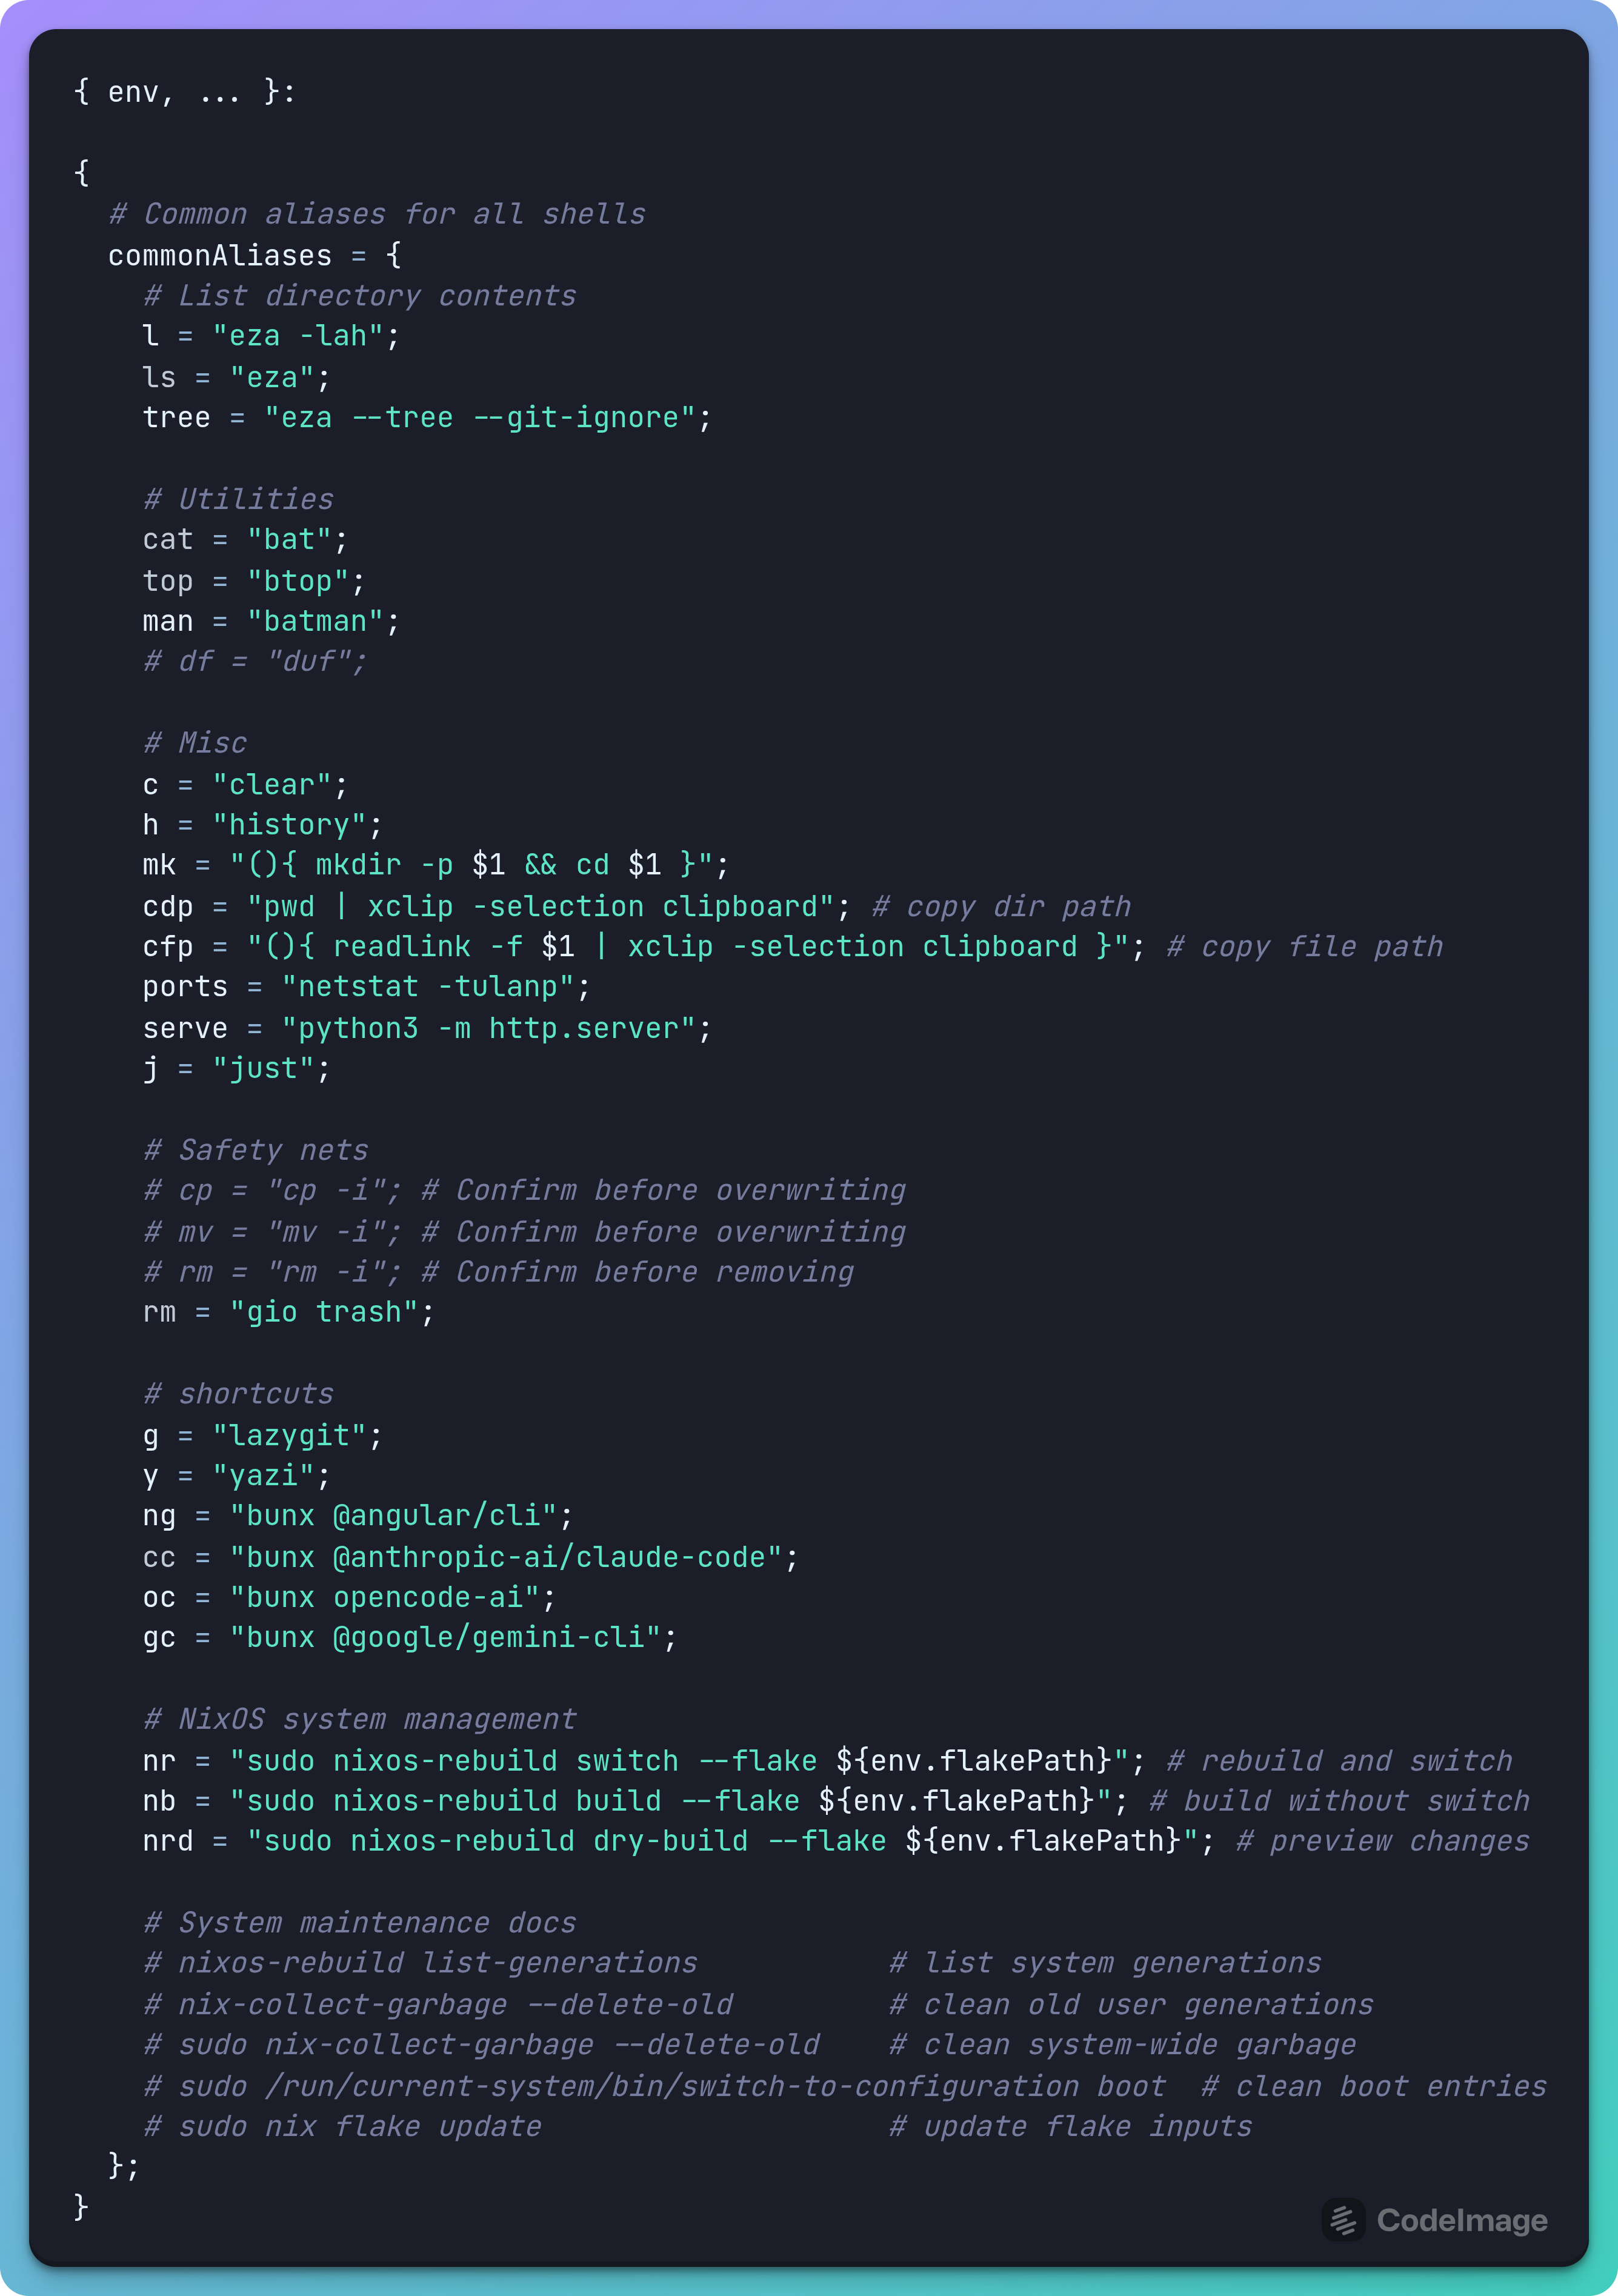 { env, ... }:

{
  # Common aliases for all shells
  commonAliases = {
    # List directory contents
    l = "eza -lah";
    ls = "eza";
    tree = "eza --tree --git-ignore";

    # Utilities
    cat = "bat";
    top = "btop";
    man = "batman";
    # df = "duf";

    # Misc
    c = "clear";
    h = "history";
    mk = "(){ mkdir -p $1 && cd $1 }";
    cdp = "pwd | xclip -selection clipboard"; # copy dir path
    cfp = "(){ readlink -f $1 | xclip -selection clipboard }"; # copy file path
    ports = "netstat -tulanp";
    serve = "python3 -m http.server";
    j = "just";

    # Safety nets
    # cp = "cp -i"; # Confirm before overwriting
    # mv = "mv -i"; # Confirm before overwriting
    # rm = "rm -i"; # Confirm before removing
    rm = "gio trash";

    # shortcuts
    g = "lazygit";
    y = "yazi";
    ng = "bunx @angular/cli";
    cc = "bunx @anthropic-ai/claude-code";
    oc = "bunx opencode-ai";
    gc = "bunx @google/gemini-cli";

    # NixOS system management
    nr = "sudo nixos-rebuild switch --flake ${env.flakePath}"; # rebuild and switch
    nb = "sudo nixos-rebuild build --flake ${env.flakePath}"; # build without switch
    nrd = "sudo nixos-rebuild dry-build --flake ${env.flakePath}"; # preview changes

    # System maintenance docs
    # nixos-rebuild list-generations           # list system generations
    # nix-collect-garbage --delete-old         # clean old user generations
    # sudo nix-collect-garbage --delete-old    # clean system-wide garbage
    # sudo /run/current-system/bin/switch-to-configuration boot  # clean boot entries
    # sudo nix flake update                    # update flake inputs
  };
}
CodeImage